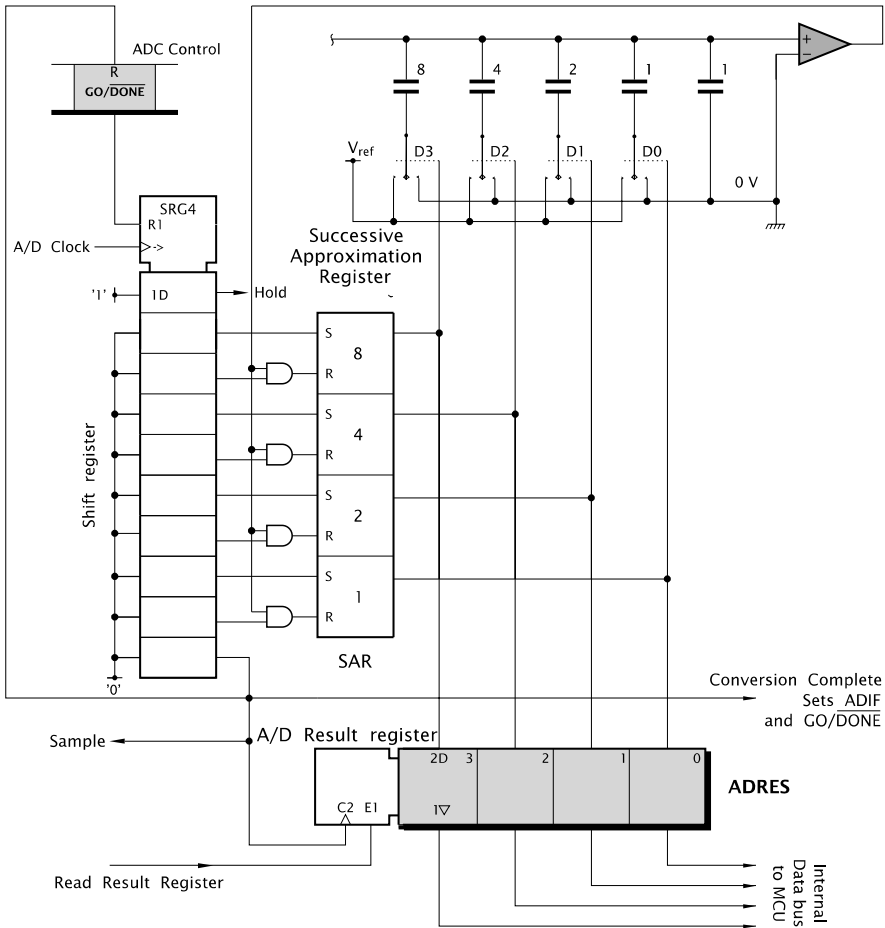 ADC Control
R
GO/DONE
8
4
2
1
1
+
−
Vref
D3
D2
D1
D0
0 V
SRG4
R1
A/D Clock
->
Successive
Approximation
Register
'1'
1D
Hold
S
8
R
S
4
R
S
2
R
S
1
R
Shift register
'0'
SAR
Conversion Complete
Sets ADIF
and GO/DONE
Sample
A/D Result register
2D 3
2
1
0
C2 E1
1▽
ADRES
Read Result Register
Internal
Data bus
to MCU